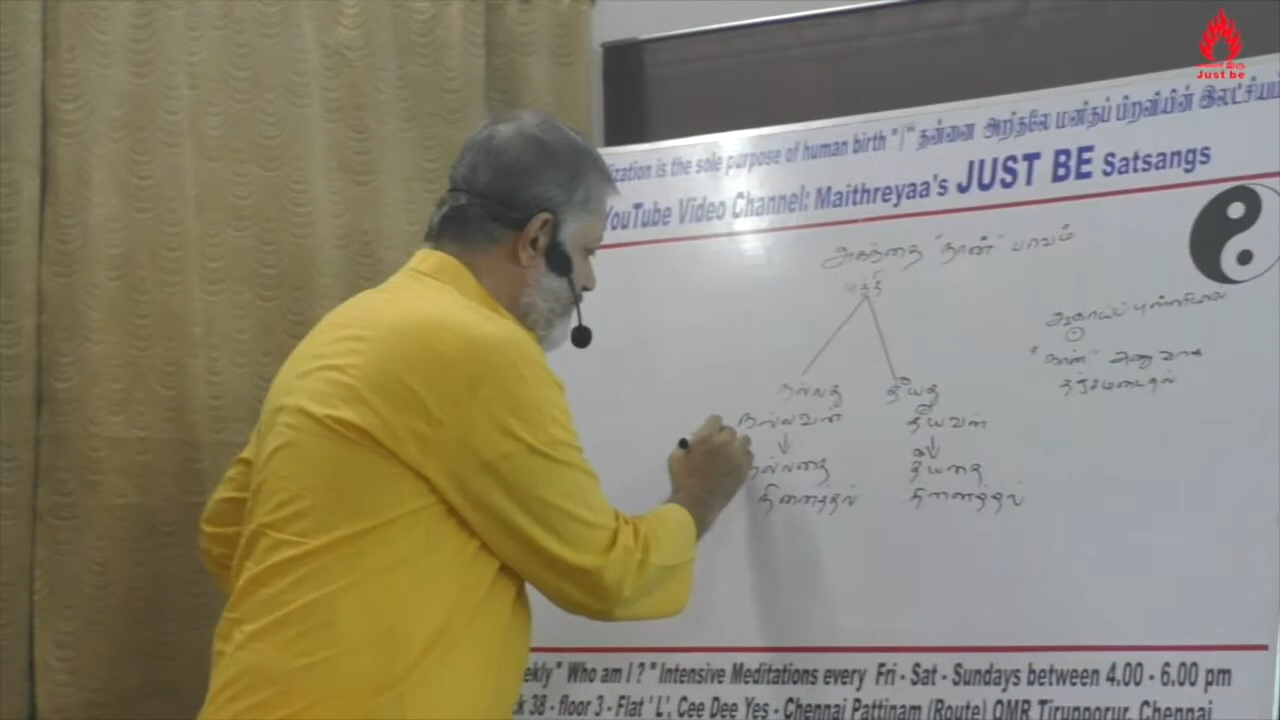 Just be
ization is the sole purpose of human birth "|" தன்னை அறிதலே மனிதப் பிறவியின் இலட்சியம்
YouTube Video Channel: Maithreyaa's JUST BE Satsangs
அகந்தை "நான்" பாவம்
புத்தி
நல்லது தீயது
நல்லவன் தீயவன்
நல்லதை தீயதை
நினைத்தல் நினைத்தல்
"நான்"
ekly " Who am I ? " Intensive Meditations every Fri - Sat - Sundays between 4.00 - 6.00 pm
ck 38 - floor 3 - Flat ' L', Cee Dee Yes - Chennai Pattinam (Route) OMR Tirupporur, Chennai